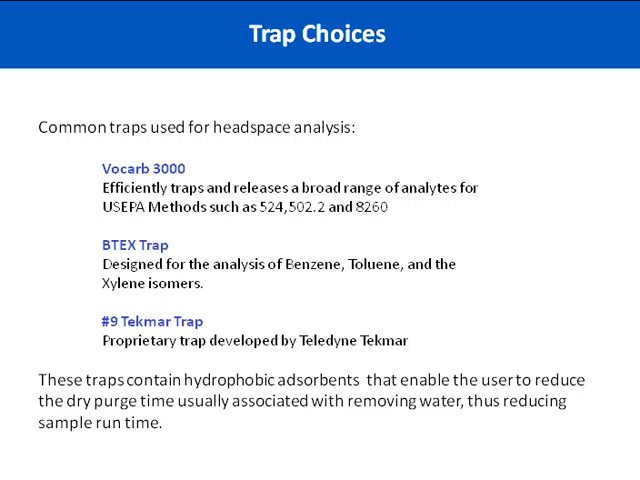 Trap Choices
Common traps used for headspace analysis:
Vocarb 3000
Efficiently traps and releases a broad range of analytes for
USEPA Methods such as 524,502.2 and 8260
BTEX Trap
Designed for the analysis of Benzene, Toluene, and the
Xylene isomers.
#9 Tekmar Trap
Proprietary trap developed by Teledyne Tekmar
These traps contain hydrophobic adsorbents that enable the user to reduce
the dry purge time usually associated with removing water, thus reducing
sample run time.